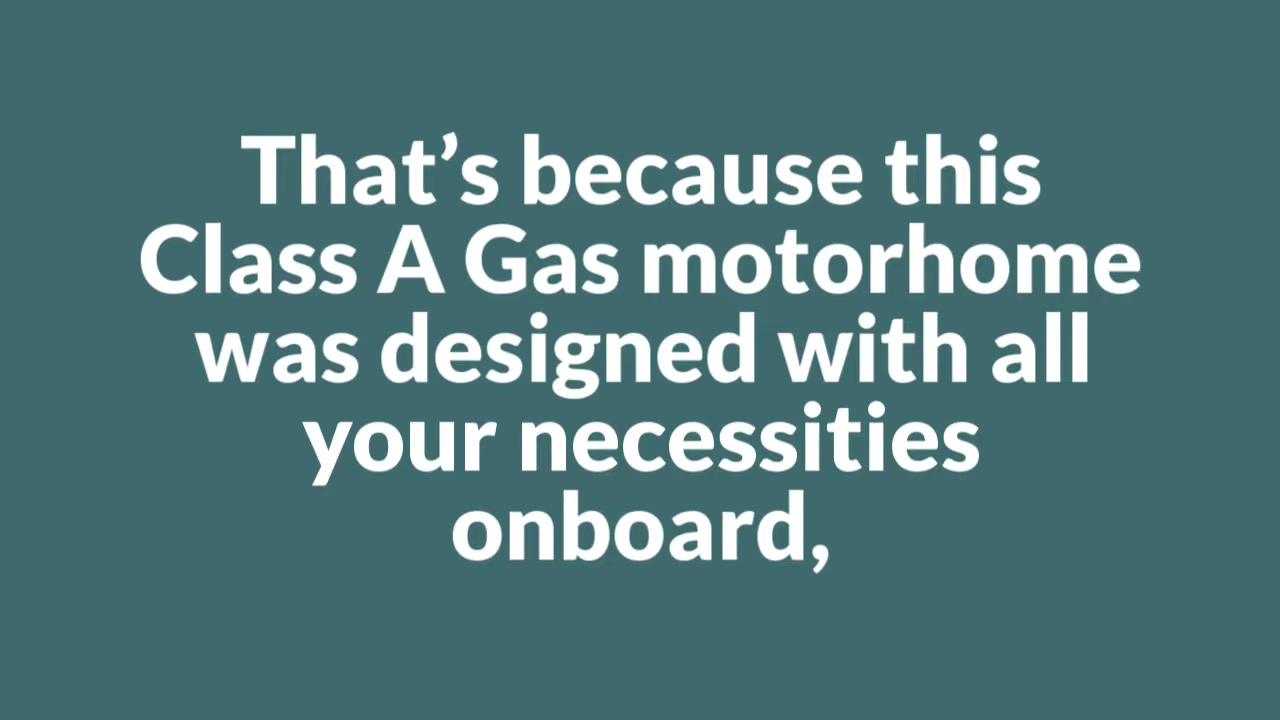 That’s because this
Class A Gas motorhome
was designed with all
your necessities
onboard,